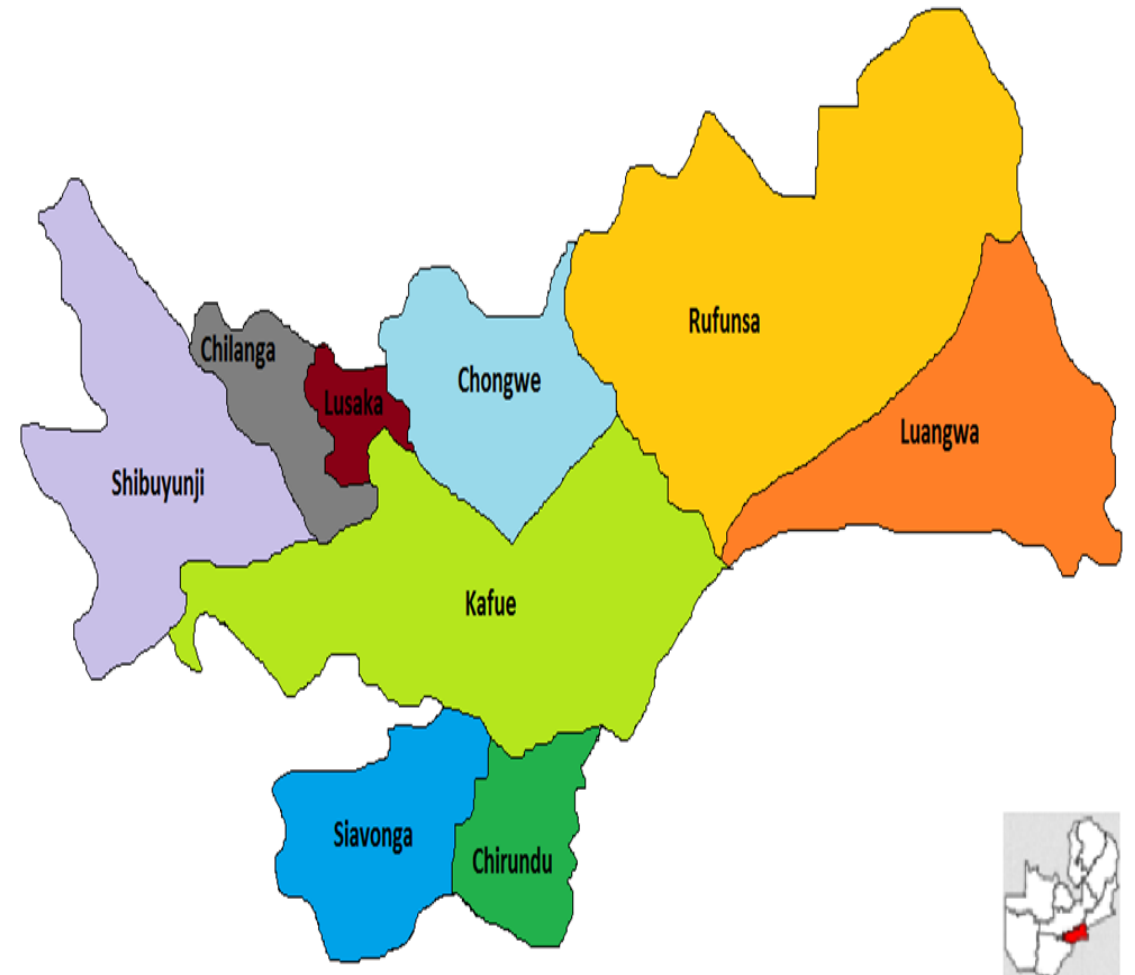 Rufunsa
Chilanga
Chongwe
Lusaka
Luangwa
Shibuyunji
Kafue
Siavonga
Chirundu